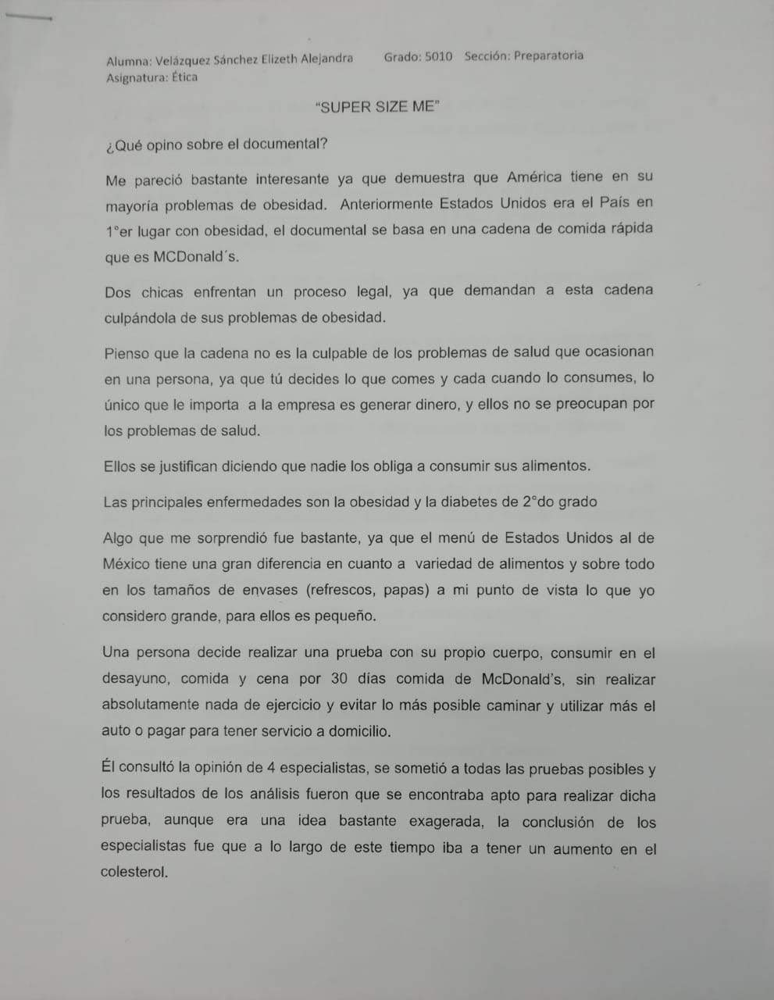 Alumna: Velázquez Sánchez Elizeth Alejandra Grado: 5010 Sección: Preparatoria
Asignatura: Ética
“SUPER SIZE ME”
¿Qué opino sobre el documental?
Me pareció bastante interesante ya que demuestra que América tiene en su
mayoría problemas de obesidad. Anteriormente Estados Unidos era el País en
1°er lugar con obesidad, el documental se basa en una cadena de comida rápida
que es MCDonald´s.
Dos chicas enfrentan un proceso legal, ya que demandan a esta cadena
culpándola de sus problemas de obesidad.
Pienso que la cadena no es la culpable de los problemas de salud que ocasionan
en una persona, ya que tú decides lo que comes y cada cuando lo consumes, lo
único que le importa a la empresa es generar dinero, y ellos no se preocupan por
los problemas de salud.
Ellos se justifican diciendo que nadie los obliga a consumir sus alimentos.
Las principales enfermedades son la obesidad y la diabetes de 2°do grado
Algo que me sorprendió fue bastante, ya que el menú de Estados Unidos al de
México tiene una gran diferencia en cuanto a variedad de alimentos y sobre todo
en los tamaños de envases (refrescos, papas) a mi punto de vista lo que yo
considero grande, para ellos es pequeño.
Una persona decide realizar una prueba con su propio cuerpo, consumir en el
desayuno, comida y cena por 30 días comida de McDonald’s, sin realizar
absolutamente nada de ejercicio y evitar lo más posible caminar y utilizar más el
auto o pagar para tener servicio a domicilio.
Él consultó la opinión de 4 especialistas, se sometió a todas las pruebas posibles y
los resultados de los análisis fueron que se encontraba apto para realizar dicha
prueba, aunque era una idea bastante exagerada, la conclusión de los
especialistas fue que a lo largo de este tiempo iba a tener un aumento en el
colesterol.